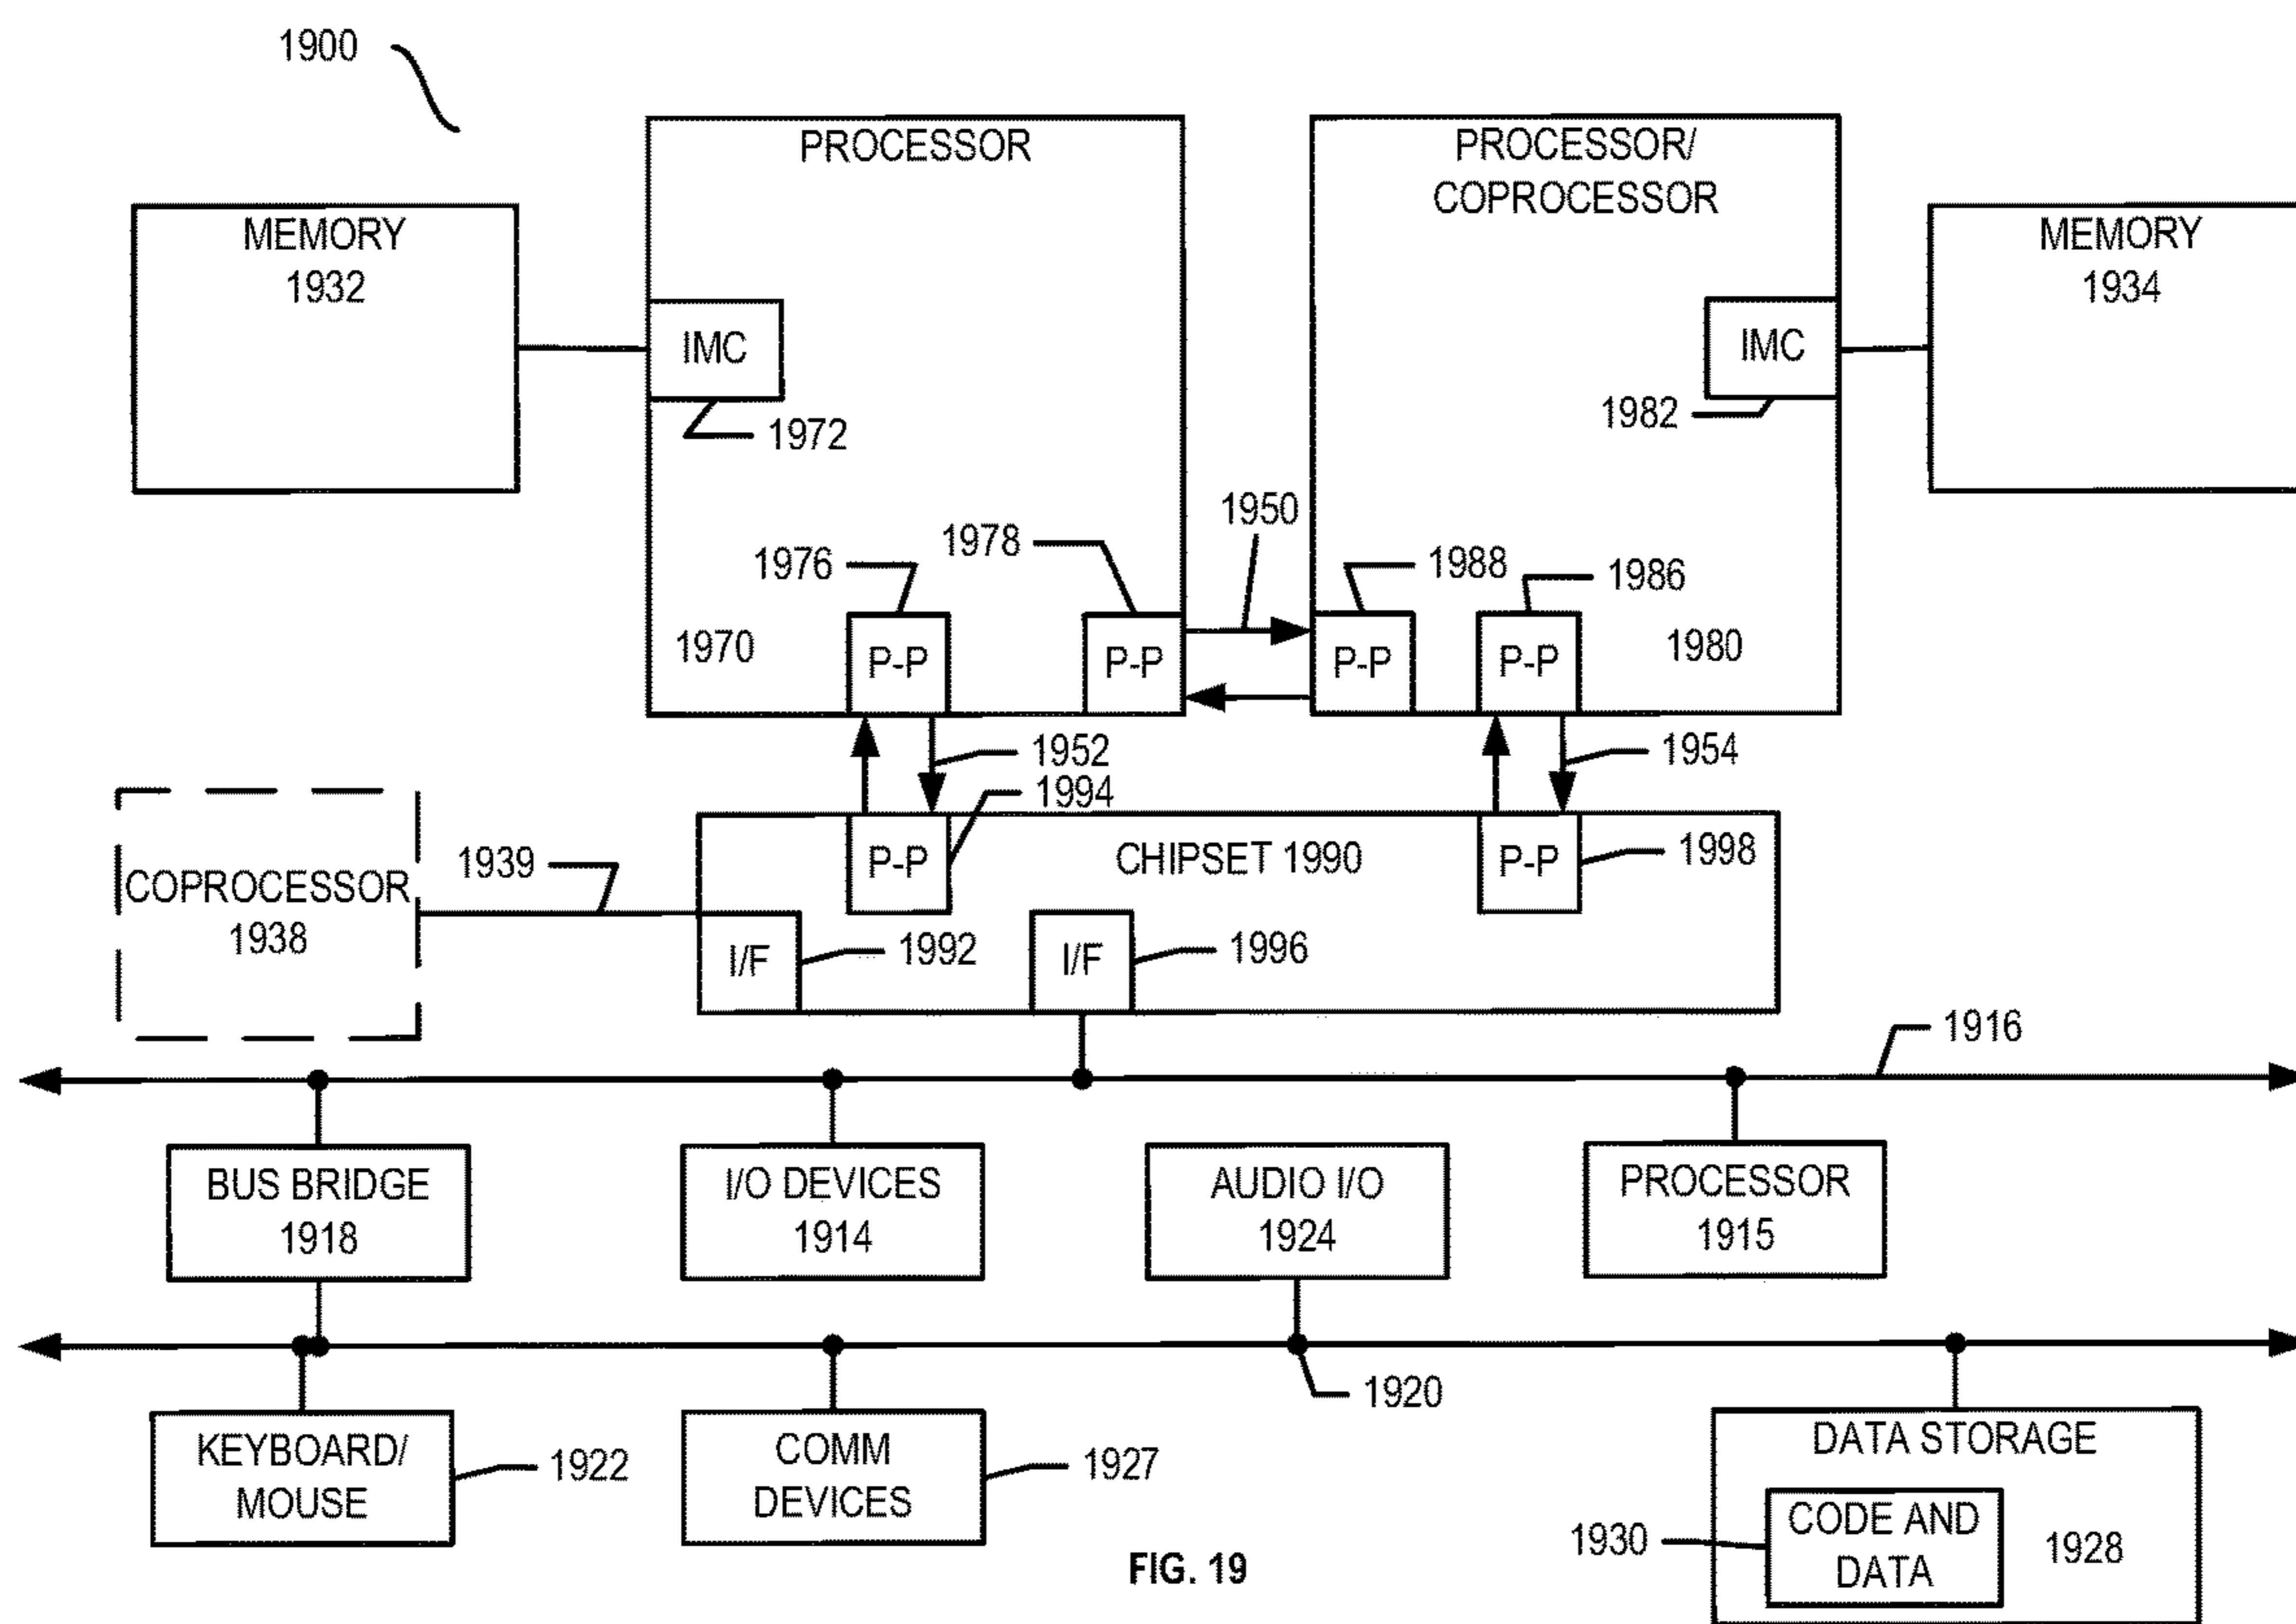 1900
PROCESSOR
PROCESSOR/
COPROCESSOR
MEMORY
1932
MEMORY
1934
IMC
1972
IMC
1982
1950
1976
1978
1988
1986
1970
P-P
P-P
P-P
P-P
1980
1952
1954
1994
COPROCESSOR
1938
1939
P-P
CHIPSET 1990
P-P
1998
I/F
1992
I/F
1996
1916
BUS BRIDGE
1918
I/O DEVICES
1914
AUDIO I/O
1924
PROCESSOR
1915
1920
KEYBOARD/
MOUSE
1922
COMM
DEVICES
1927
DATA STORAGE
1930
CODE AND
DATA
1928
FIG. 19